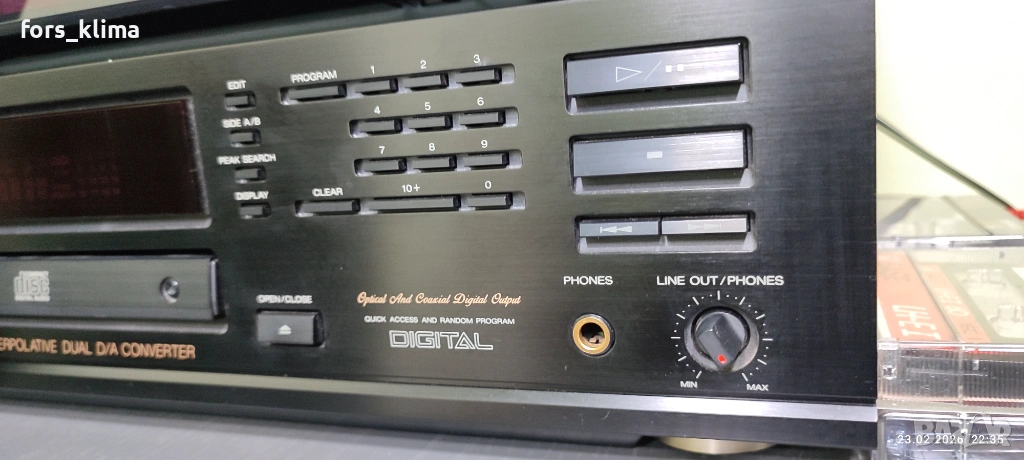 fors_klima
PROGRAM 1 2 3
EDIT
4 5 6
SIDE A/B
7 8 9
PEAK SEARCH
DISPLAY
CLEAR 10+ 0
disc
PHONES LINE OUT/PHONES
OPEN/CLOSE
Optical And Coaxial Digital Output
QUICK ACCESS AND RANDOM PROGRAM
DIGITAL
ERPOLATIVE DUAL D/A CONVERTER
MIN MAX
BAZAR
23.02.2026 22:35